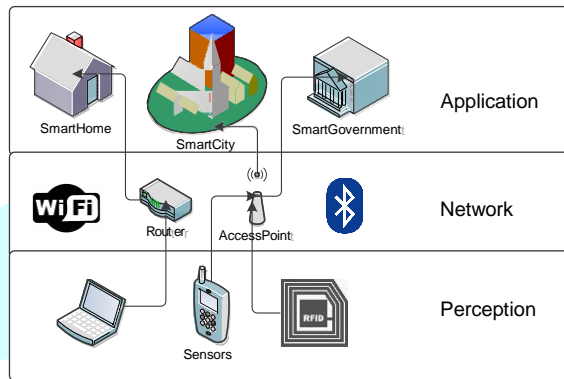 SmartHome
SmartCity
SmartGovernment
Application
WiFi
Router
AccessPoint
Network
Sensors
RFID
Perception